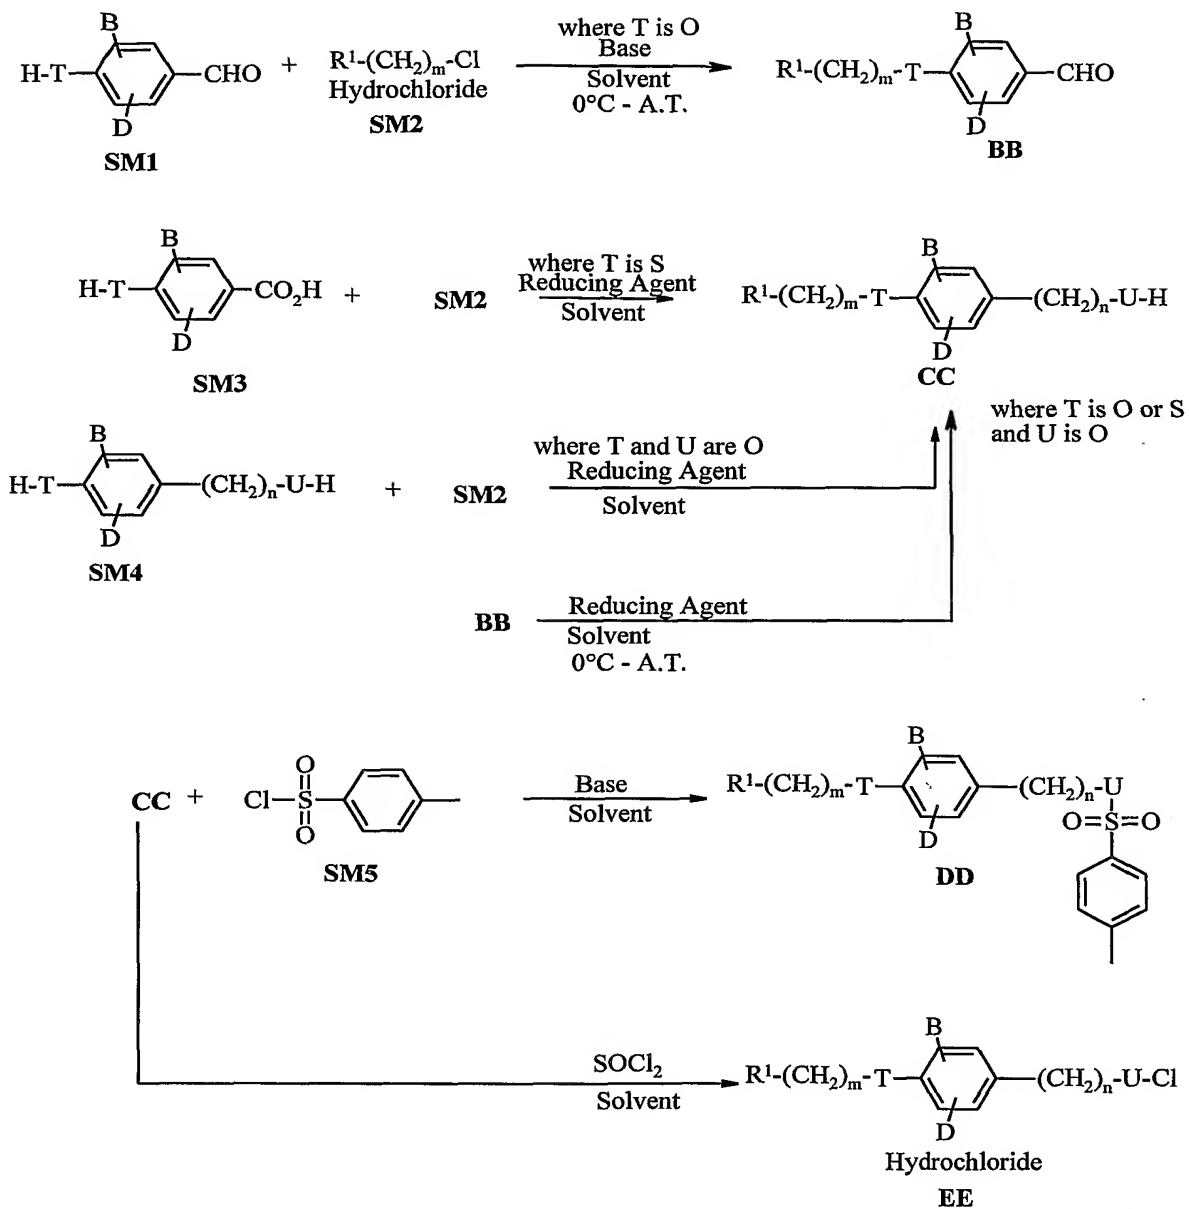 B
H-T
CHO
D
SM1
+
R¹-(CH₂)ₘ-Cl
Hydrochloride
SM2
where T is O
Base
Solvent
0°C - A.T.
B
R¹-(CH₂)ₘ-T
CHO
D
BB
B
H-T
CO₂H
D
SM3
+
SM2
where T is S
Reducing Agent
Solvent
B
R¹-(CH₂)ₘ-T
(CH₂)ₙ-U-H
D
CC
where T is O or S
and U is O
B
H-T
(CH₂)ₙ-U-H
D
SM4
+
SM2
where T and U are O
Reducing Agent
Solvent
BB
Reducing Agent
Solvent
0°C - A.T.
CC +
O
Cl-S
O
SM5
Base
Solvent
B
R¹-(CH₂)ₘ-T
(CH₂)ₙ-U
D
O=S=O
DD
SOCl₂
Solvent
B
R¹-(CH₂)ₘ-T
(CH₂)ₙ-U-Cl
D
Hydrochloride
EE